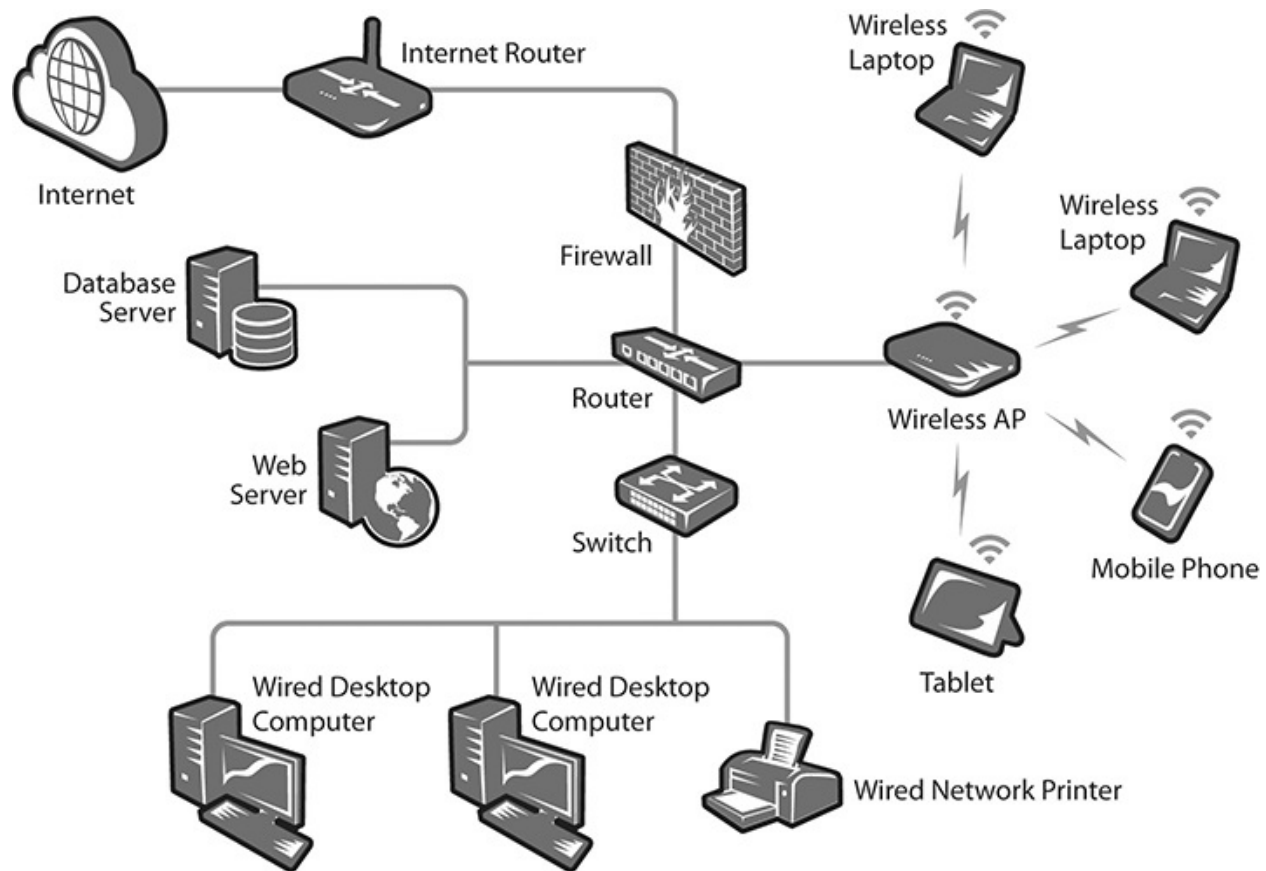 Wireless
Laptop
Internet Router
Internet
Wireless
Laptop
Firewall
Database
Server
Router
Wireless AP
Web
Server
Switch
Mobile Phone
Tablet
Wired Desktop
Computer
Wired Desktop
Computer
Wired Network Printer